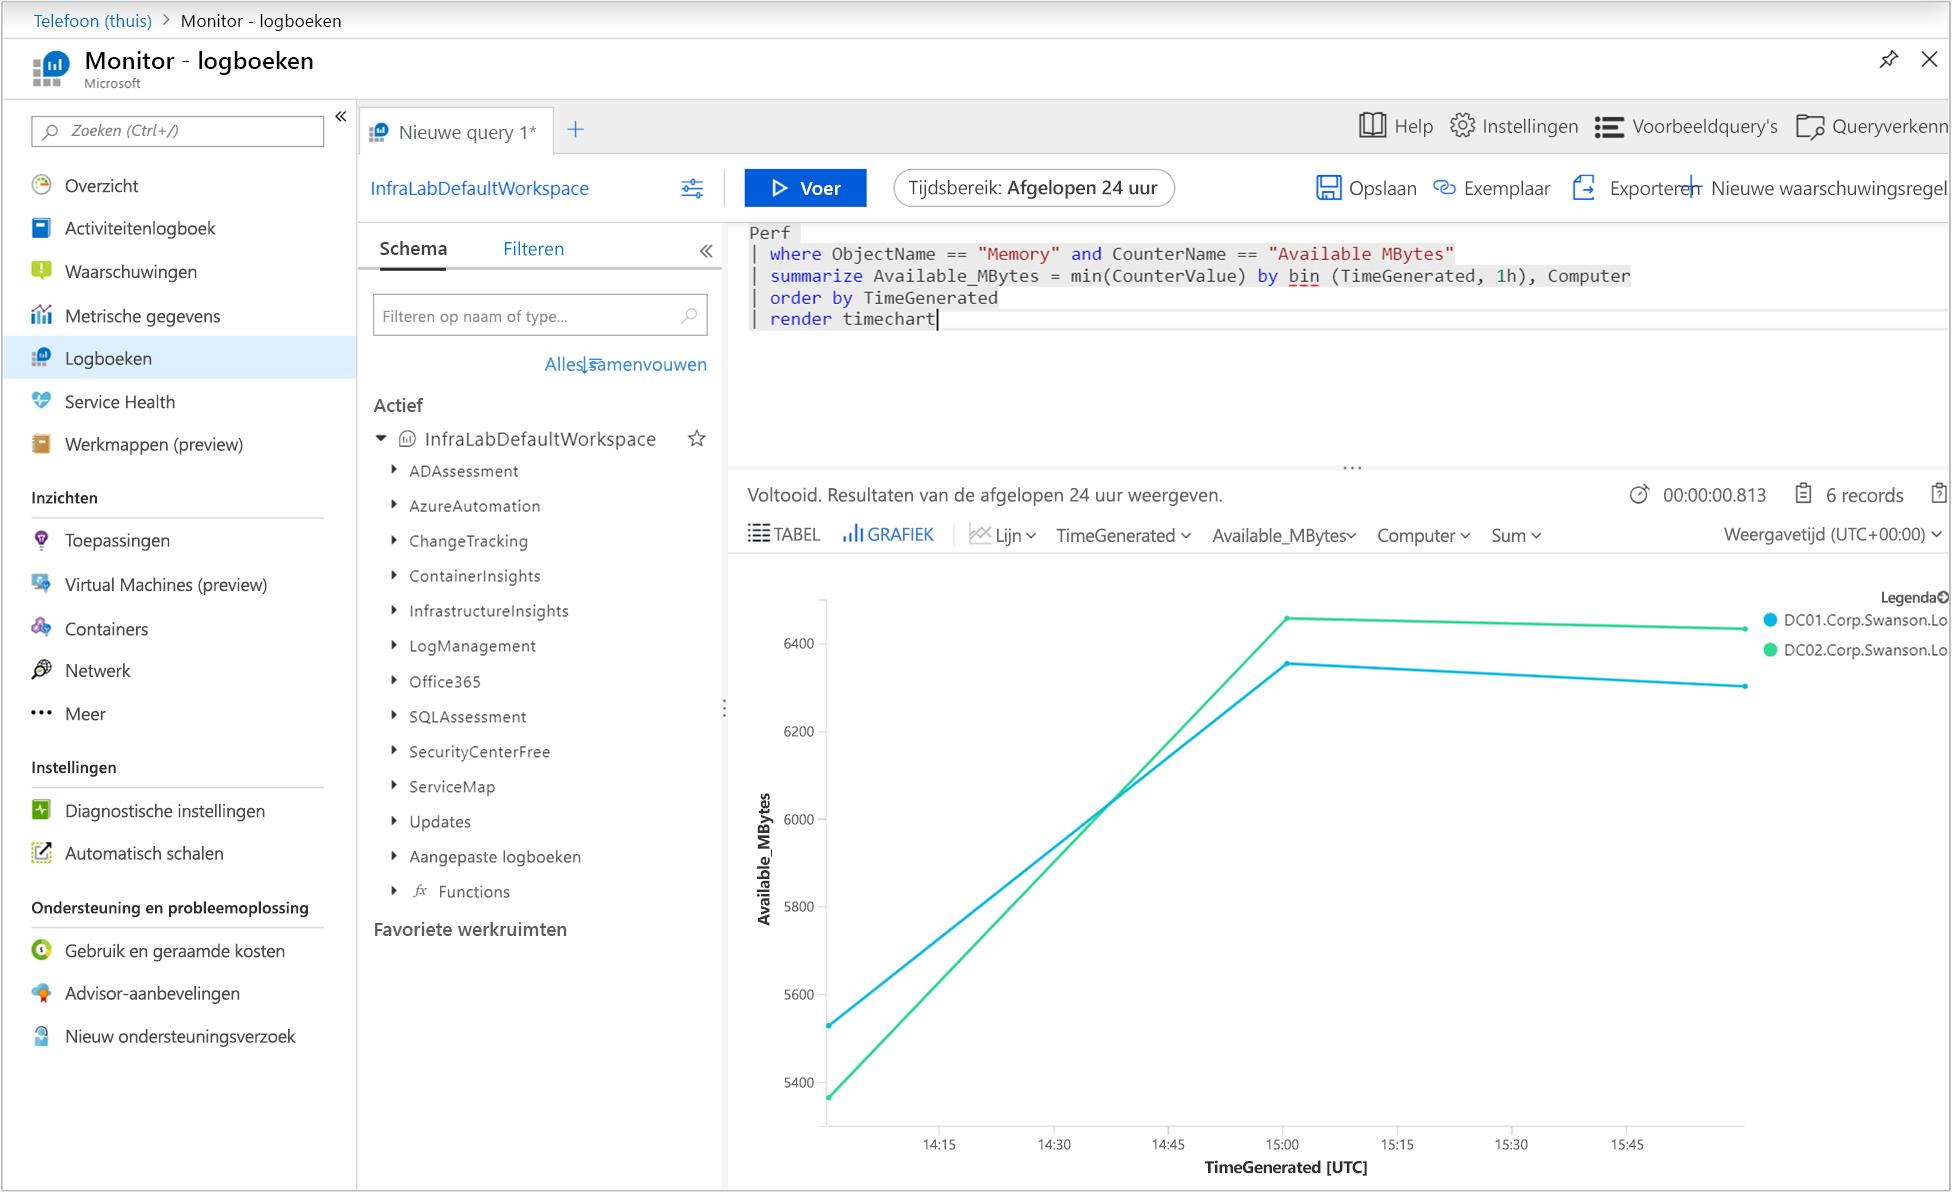 Telefoon (thuis) > Monitor - logboeken
Monitor - logboeken
Microsoft
Zoeken (Ctrl+/)
Overzicht
Activiteitenlogboek
Waarschuwingen
Metrische gegevens
Logboeken
Service Health
Werkmappen (preview)
Inzichten
Toepassingen
Virtual Machines (preview)
Containers
Netwerk
Meer
Instellingen
Diagnostische instellingen
Automatisch schalen
Ondersteuning en probleemoplossing
Gebruik en geraamde kosten
Advisor-aanbevelingen
Nieuw ondersteuningsverzoek
Nieuwe query 1*
Help Instellingen Voorbeeldquery's Queryverkenn
InfraLabDefaultWorkspace
Voer Tijdsbereik: Afgelopen 24 uur Opslaan Exemplaar Exporteren Nieuwe waarschuwingsregel
Schema Filteren
Filteren op naam of type...
Alles samenvouwen
Actief
InfraLabDefaultWorkspace
ADAssessment
AzureAutomation
ChangeTracking
ContainerInsights
InfrastructureInsights
LogManagement
Office365
SQLAssessment
SecurityCenterFree
ServiceMap
Updates
Aangepaste logboeken
fx Functions
Favoriete werkruimten
Perf
| where ObjectName == "Memory" and CounterName == "Available MBytes"
| summarize Available_MBytes = min(CounterValue) by bin (TimeGenerated, 1h), Computer
| order by TimeGenerated
| render timechart
Voltooid. Resultaten van de afgelopen 24 uur weergeven. 00:00:00.813 6 records
TABEL GRAFIEK Lijn TimeGenerated Available_MBytes Computer Sum Weergavetijd (UTC+00:00)
Legenda
DC01.Corp.Swanson.Lo
DC02.Corp.Swanson.Lo
6400
6200
6000
5800
5600
5400
Available_MBytes
14:15 14:30 14:45 15:00 15:15 15:30 15:45
TimeGenerated [UTC]